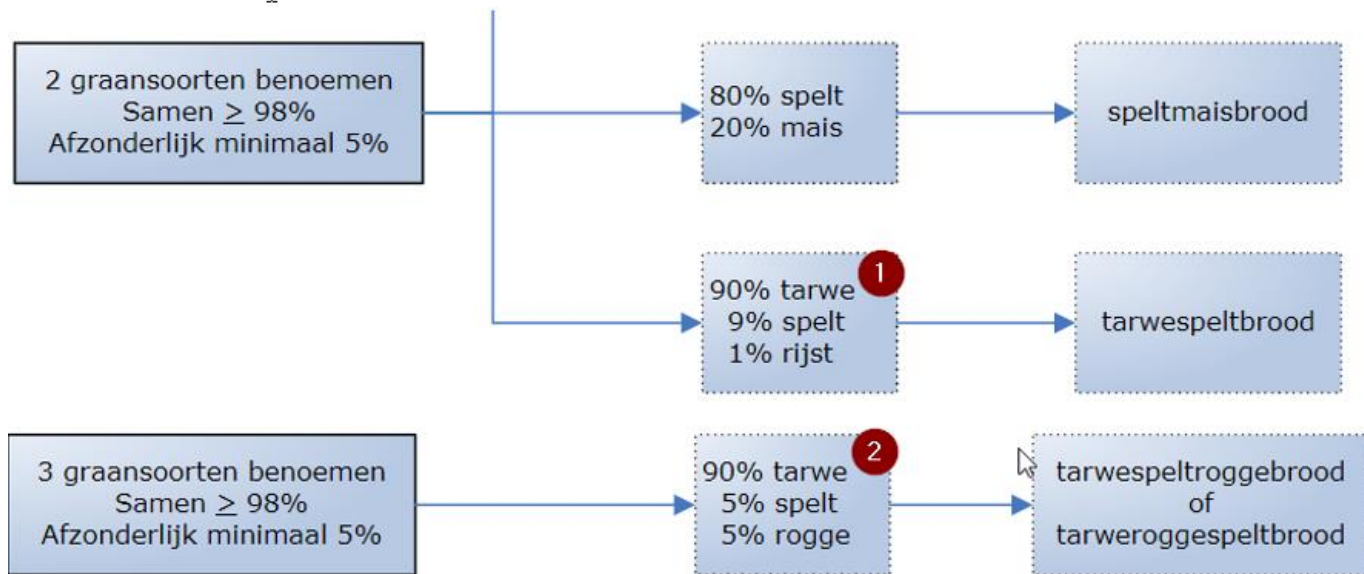 2 graansoorten benoemen
Samen ≥ 98%
Afzonderlijk minimaal 5%
80% spelt
20% mais
speltmaisbrood
1
90% tarwe
9% spelt
1% rijst
tarwespeltbrood
3 graansoorten benoemen
Samen ≥ 98%
Afzonderlijk minimaal 5%
2
90% tarwe
5% spelt
5% rogge
tarwespeltroggebrood
of
tarweroggespeltbrood